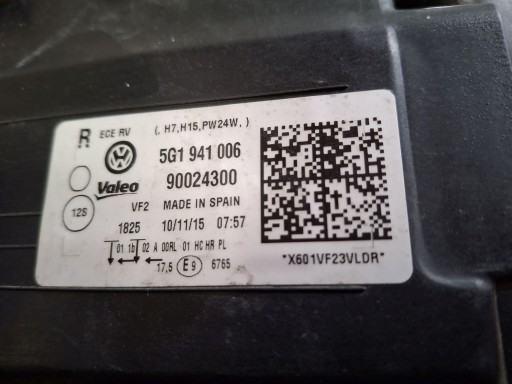 R ECE RV (, H7,H15,PW24W, )
5G1 941 006
Valeo 90024300
12S VF2 MADE IN SPAIN
1825 10/11/15 07:57
01 1b 02 A 00RL 01 HC HR PL
17,5 E9 6765
*X601VF23VLDR*